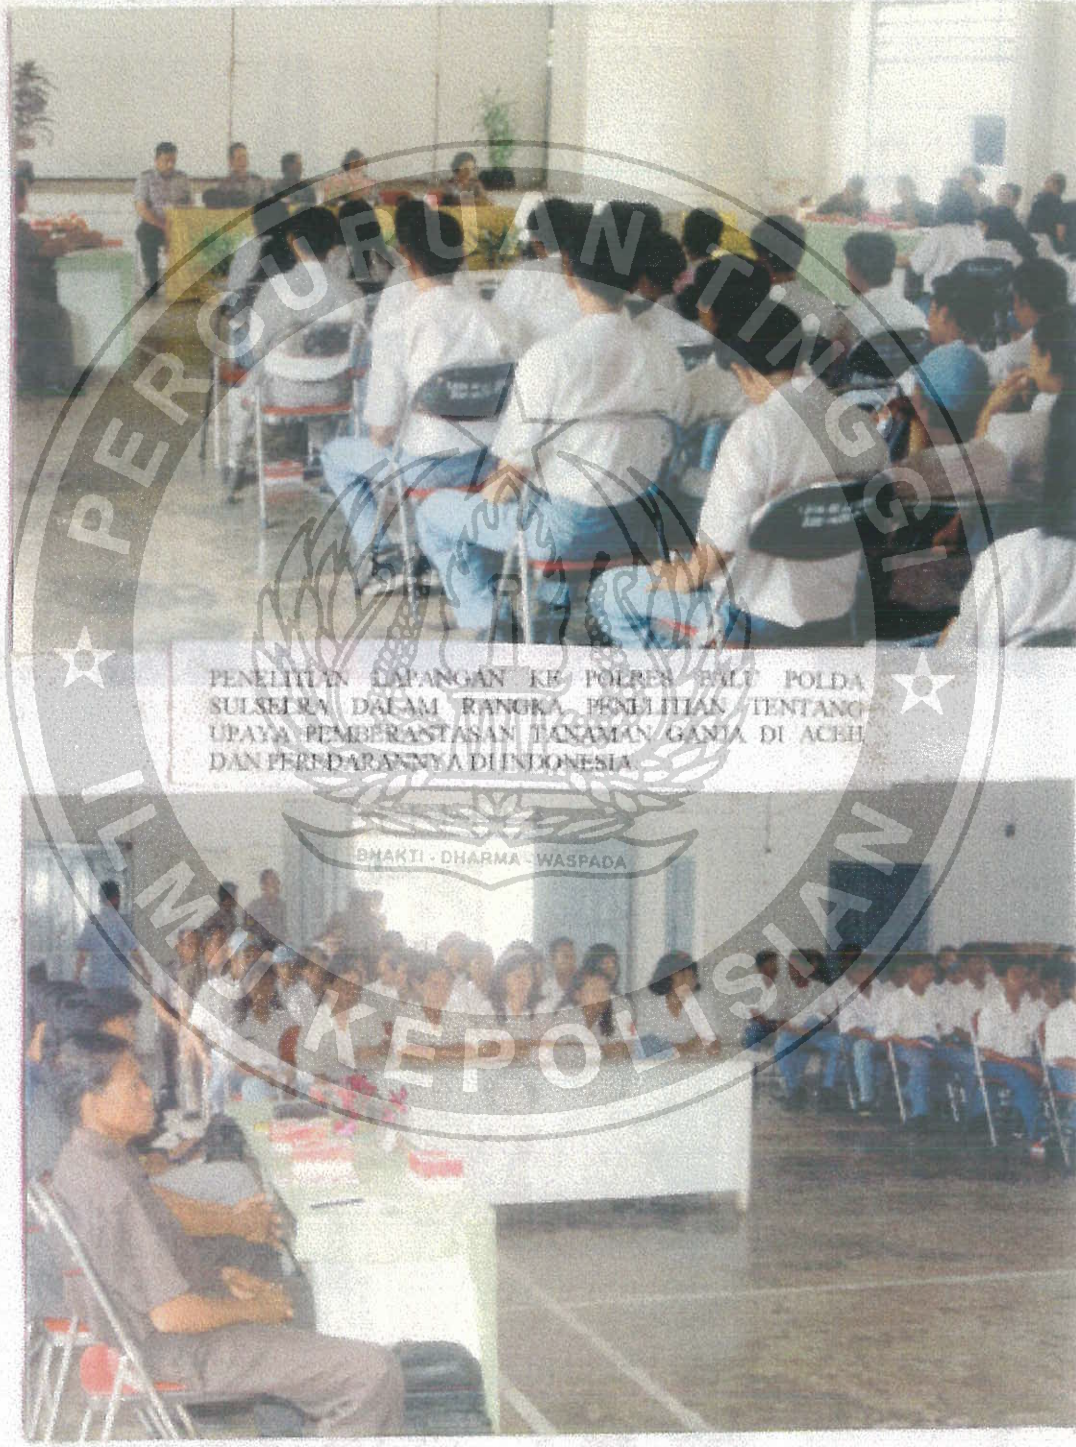 PERGURUAN TINGGI
PENELITIAN LAPANGAN KE POLRES PALU POLDA
SULSELRA DALAM RANGKA PENELITIAN TENTANG
UPAYA PEMBERANTASAN TANAMAN GANJA DI ACEH
DAN PEREDARANNYA DI INDONESIA
BHAKTI - DHARMA - WASPADA
ILMU KEPOLISIAN